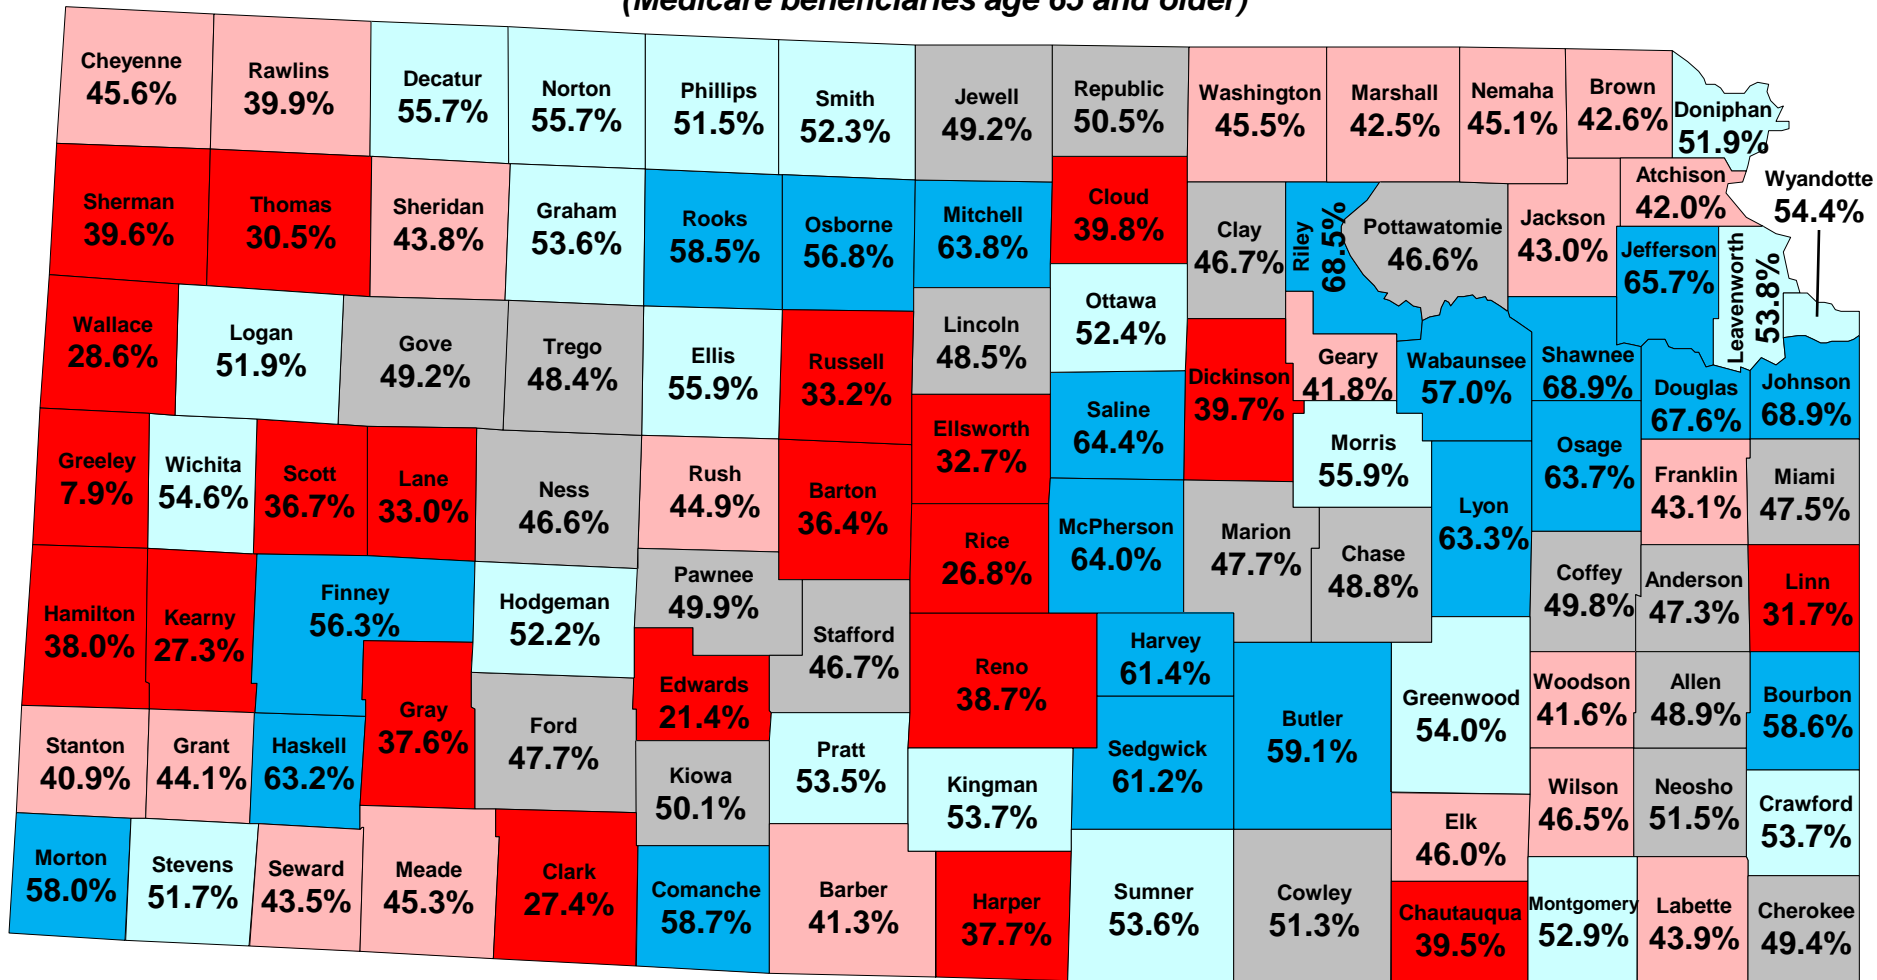 (Medicare beneficiaries age 65 and older)
Cheyenne
45.6%
Rawlins
39.9%
Decatur
55.7%
Norton
55.7%
Phillips
51.5%
Smith
52.3%
Jewell
49.2%
Republic
50.5%
Washington
45.5%
Marshall
42.5%
Nemaha
45.1%
Brown
42.6%
Doniphan
51.9%
Sherman
39.6%
Thomas
30.5%
Sheridan
43.8%
Graham
53.6%
Rooks
58.5%
Osborne
56.8%
Mitchell
63.8%
Cloud
39.8%
Clay
46.7%
Riley
68.5%
Pottawatomie
46.6%
Jackson
43.0%
Atchison
42.0%
Wyandotte
54.4%
Jefferson
65.7%
Leavenworth
53.8%
Wallace
28.6%
Logan
51.9%
Gove
49.2%
Trego
48.4%
Ellis
55.9%
Russell
33.2%
Lincoln
48.5%
Ottawa
52.4%
Saline
64.4%
Dickinson
39.7%
Geary
41.8%
Wabaunsee
57.0%
Shawnee
68.9%
Douglas
67.6%
Johnson
68.9%
Greeley
7.9%
Wichita
54.6%
Scott
36.7%
Lane
33.0%
Ness
46.6%
Rush
44.9%
Barton
36.4%
Ellsworth
32.7%
Rice
26.8%
McPherson
64.0%
Marion
47.7%
Morris
55.9%
Chase
48.8%
Lyon
63.3%
Osage
63.7%
Franklin
43.1%
Miami
47.5%
Hamilton
38.0%
Kearny
27.3%
Finney
56.3%
Hodgeman
52.2%
Pawnee
49.9%
Stafford
46.7%
Edwards
21.4%
Reno
38.7%
Harvey
61.4%
Coffey
49.8%
Anderson
47.3%
Linn
31.7%
Stanton
40.9%
Grant
44.1%
Haskell
63.2%
Gray
37.6%
Ford
47.7%
Kiowa
50.1%
Pratt
53.5%
Kingman
53.7%
Sedgwick
61.2%
Butler
59.1%
Greenwood
54.0%
Woodson
41.6%
Allen
48.9%
Bourbon
58.6%
Wilson
46.5%
Neosho
51.5%
Crawford
53.7%
Morton
58.0%
Stevens
51.7%
Seward
43.5%
Meade
45.3%
Clark
27.4%
Comanche
58.7%
Barber
41.3%
Harper
37.7%
Sumner
53.6%
Cowley
51.3%
Elk
46.0%
Chautauqua
39.5%
Montgomery
52.9%
Labette
43.9%
Cherokee
49.4%